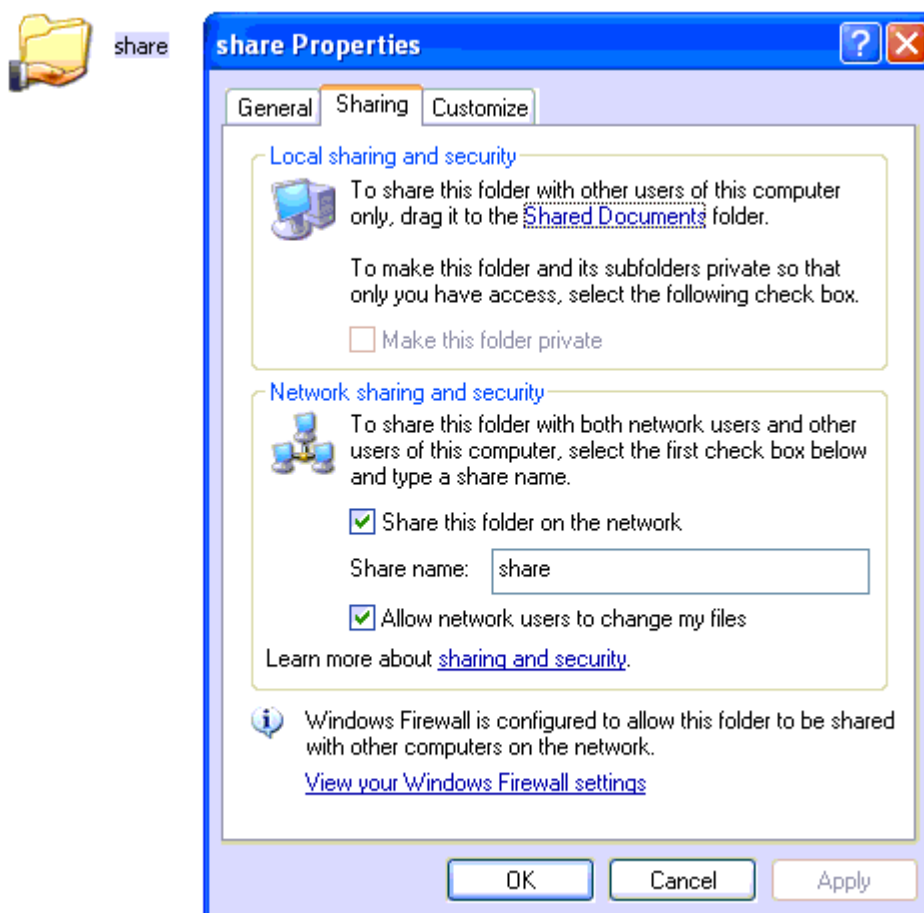 share
share Properties
General
Sharing
Customize
Local sharing and security
To share this folder with other users of this computer
only, drag it to the Shared Documents folder.
To make this folder and its subfolders private so that
only you have access, select the following check box.
Make this folder private
Network sharing and security
To share this folder with both network users and other
users of this computer, select the first check box below
and type a share name.
Share this folder on the network
Share name: share
Allow network users to change my files
Learn more about sharing and security.
Windows Firewall is configured to allow this folder to be shared
with other computers on the network.
View your Windows Firewall settings
OK
Cancel
Apply